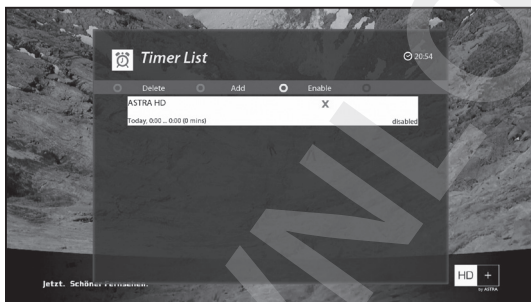 Timer List
20:54
Delete Add Enable
ASTRA HD X
Today, 0:00 ... 0:00 (0 mins) disabled
Jetzt. Schöner Fernsehen.
HD +
by ASTRA